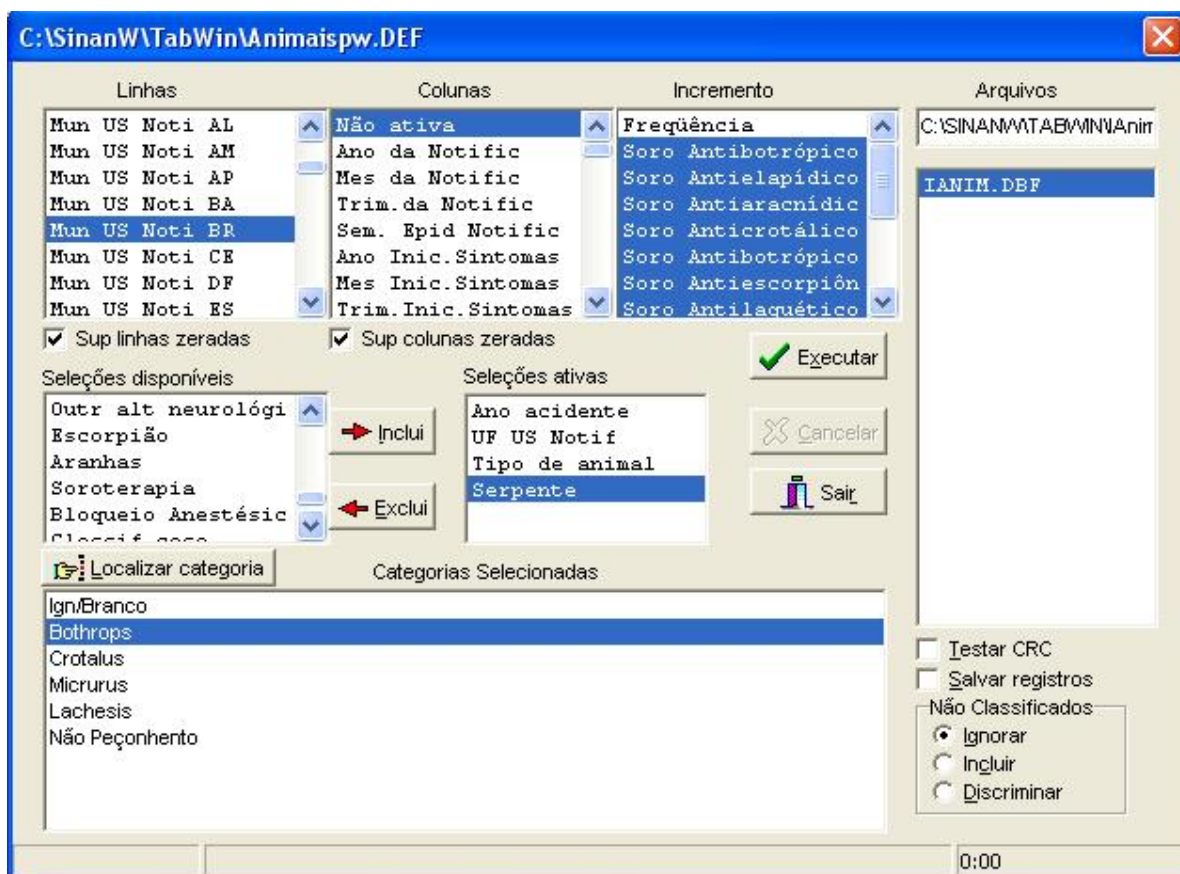 C:\SinanW\TabWin\Animaispw.DEF
Linhas
Mun US Noti AL
Mun US Noti AM
Mun US Noti AP
Mun US Noti BA
Mun US Noti BR
Mun US Noti CE
Mun US Noti DF
Mun US Noti ES
Sup linhas zeradas
Colunas
Não ativa
Ano da Notific
Mes da Notific
Trim.da Notific
Sem. Epid Notific
Ano Inic.Sintomas
Mes Inic.Sintomas
Trim.Inic.Sintomas
Sup colunas zeradas
Incremento
Freqüência
Soro Antibotrópico
Soro Antielapídico
Soro Antiaracnídic
Soro Anticrotálico
Soro Antibotrópico
Soro Antiescorpiôn
Soro Antilaquético
Arquivos
C:\SINANW\TABWIN\IAnim
IANIM.DBF
Seleções disponíveis
Outr alt neurológi
Escorpião
Aranhas
Soroterapia
Bloqueio Anestésic
Classif caso
Inclui
Exclui
Seleções ativas
Ano acidente
UF US Notif
Tipo de animal
Serpente
Executar
Cancelar
Sair
Localizar categoria
Categorias Selecionadas
Ign/Branco
Bothrops
Crotalus
Micrurus
Lachesis
Não Peçonhento
Testar CRC
Salvar registros
Não Classificados
Ignorar
Incluir
Discriminar
0:00